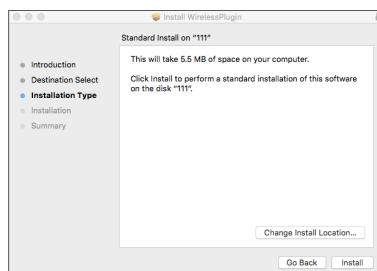 Install WirelessPlugin
Standard Install on "111"
Introduction
Destination Select
Installation Type
Installation
Summary
This will take 5.5 MB of space on your computer.
Click Install to perform a standard installation of this software
on the disk "111".
Change Install Location...
Go Back
Install